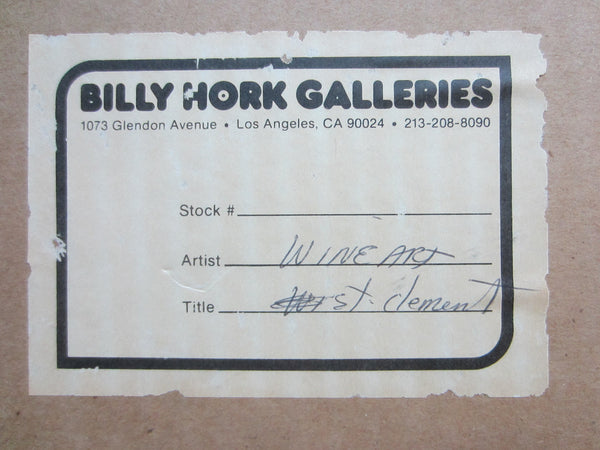 BILLY HORK GALLERIES
1073 Glendon Avenue • Los Angeles, CA 90024 • 213-208-8090
Stock #
Artist WINE ART
Title st. clement